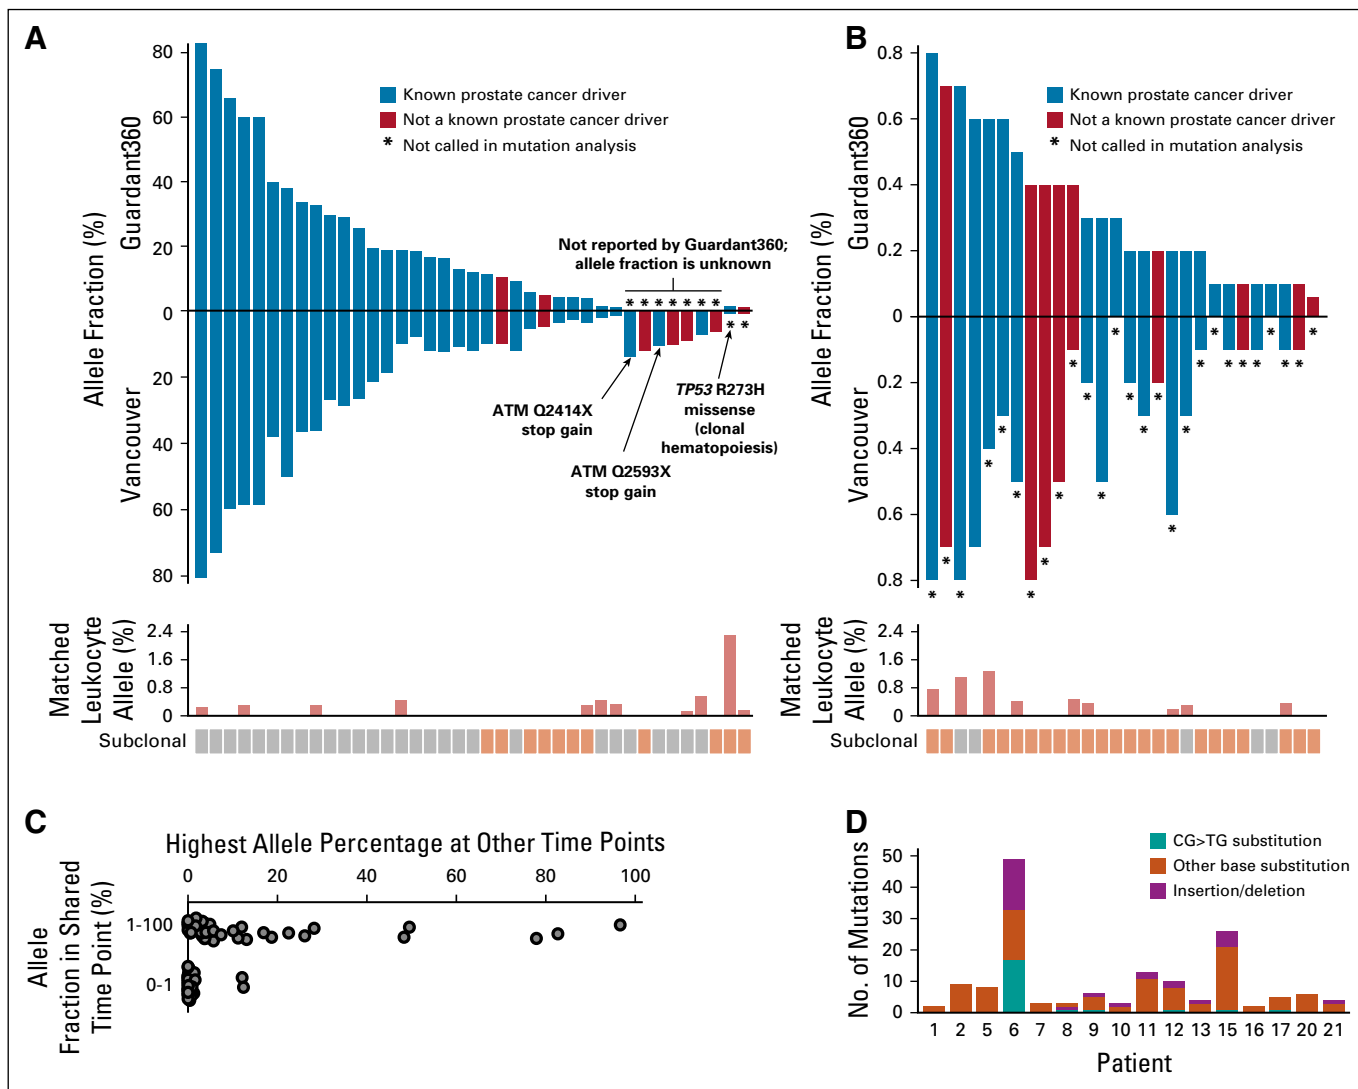 A
80
60
40
20
0
20
40
60
80
Allele Fraction (%)
Guardant360
Vancouver
Known prostate cancer driver
Not a known prostate cancer driver
* Not called in mutation analysis
Not reported by Guardant360;
allele fraction is unknown
* * * * * * *
* *
ATM Q2414X
stop gain
ATM Q2593X
stop gain
TP53 R273H
missense
(clonal
hematopoiesis)
Matched
Leukocyte
Allele (%)
2.4
1.6
0.8
0
Subclonal
B
0.8
0.6
0.4
0.2
0
0.2
0.4
0.6
0.8
Allele Fraction (%)
Guardant360
Vancouver
Known prostate cancer driver
Not a known prostate cancer driver
* Not called in mutation analysis
Matched
Leukocyte
Allele (%)
2.4
1.6
0.8
0
Subclonal
C
Highest Allele Percentage at Other Time Points
0 20 40 60 80 100
Allele
Fraction in Shared
Time Point (%)
1-100
0-1
D
CG>TG substitution
Other base substitution
Insertion/deletion
No. of Mutations
50
40
30
20
10
0
1 2 5 6 7 8 9 10 11 12 13 15 16 17 20 21
Patient